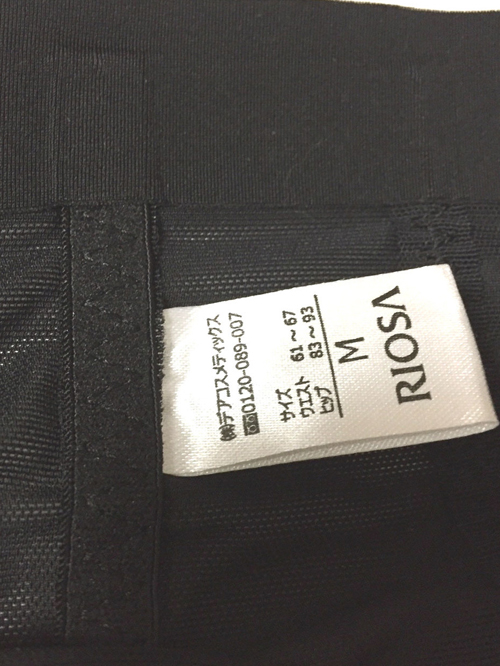 RIOSA
M
サイズ
ウエスト 61～67
ヒップ 83～93
㈱デアコスメティックス
0120-089-007